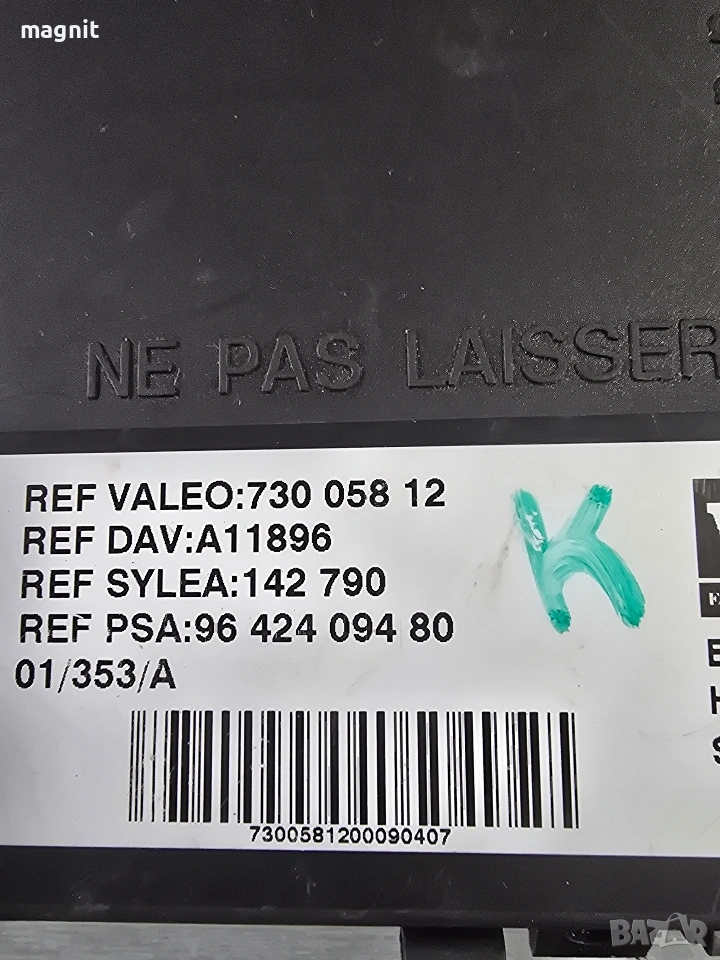 magnit
NE PAS LAISSER
REF VALEO:730 058 12
REF DAV:A11896
REF SYLEA:142 790
REF PSA:96 424 094 80
01/353/A
K
7300581200090407
BAZAR